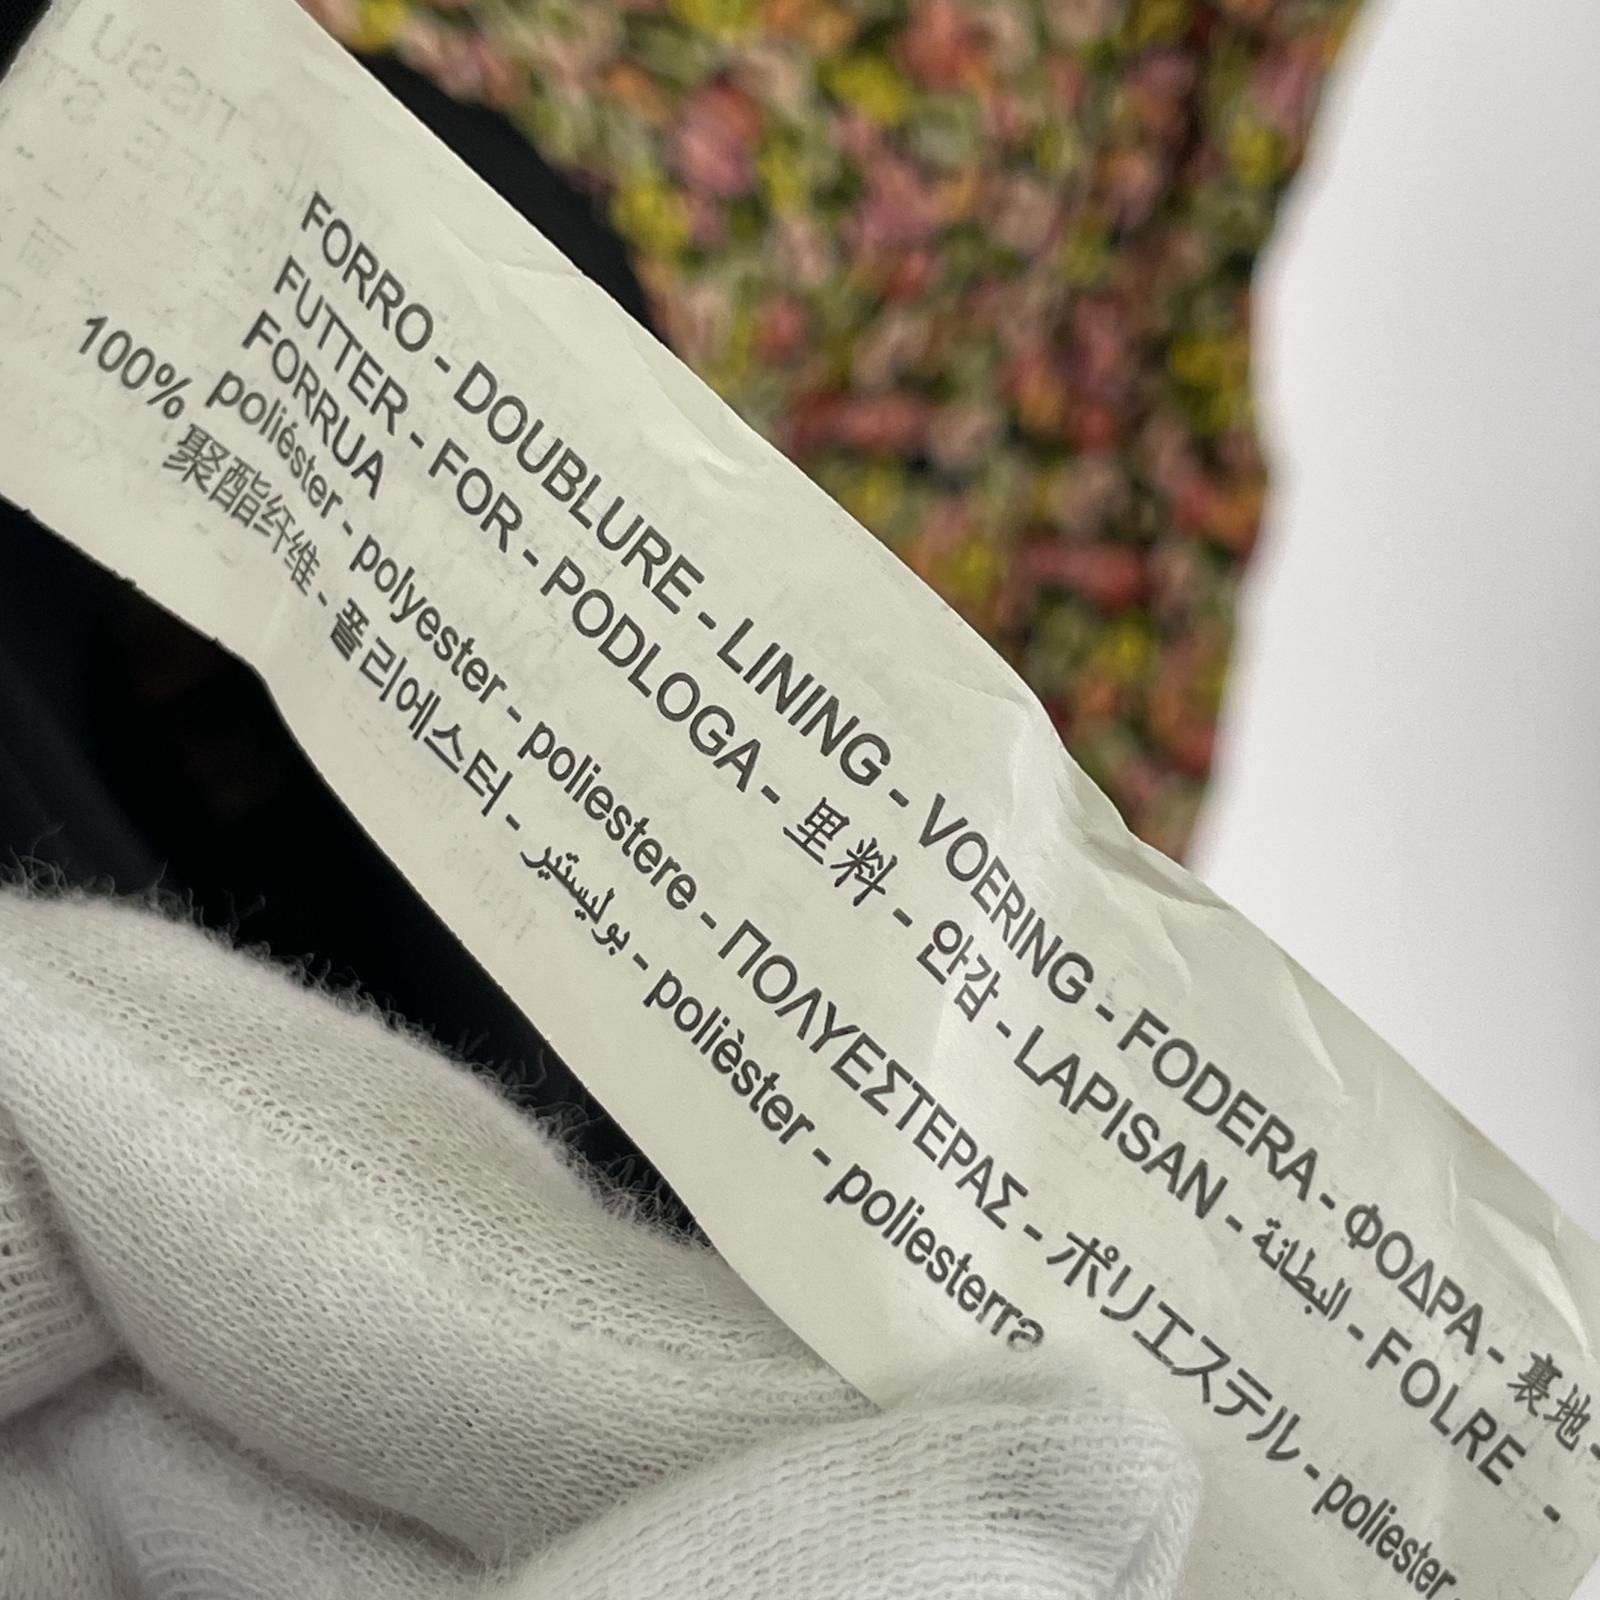 FORRO - DOUBLURE - LINING - VOERING - FODERA - ΦΟΔΡΑ - 裏地 -
FUTTER - FOR - PODLOGA - 里料 - 안감 - LAPISAN - البطانة - FOLRE -
FORRUA
100% poliéster - polyester - poliestere - ΠΟΛΥΕΣΤΕΡΑΣ - ポリエステル - poliester -
聚酯纤维 - 폴리에스터 - بوليستير - polièster - poliesterra